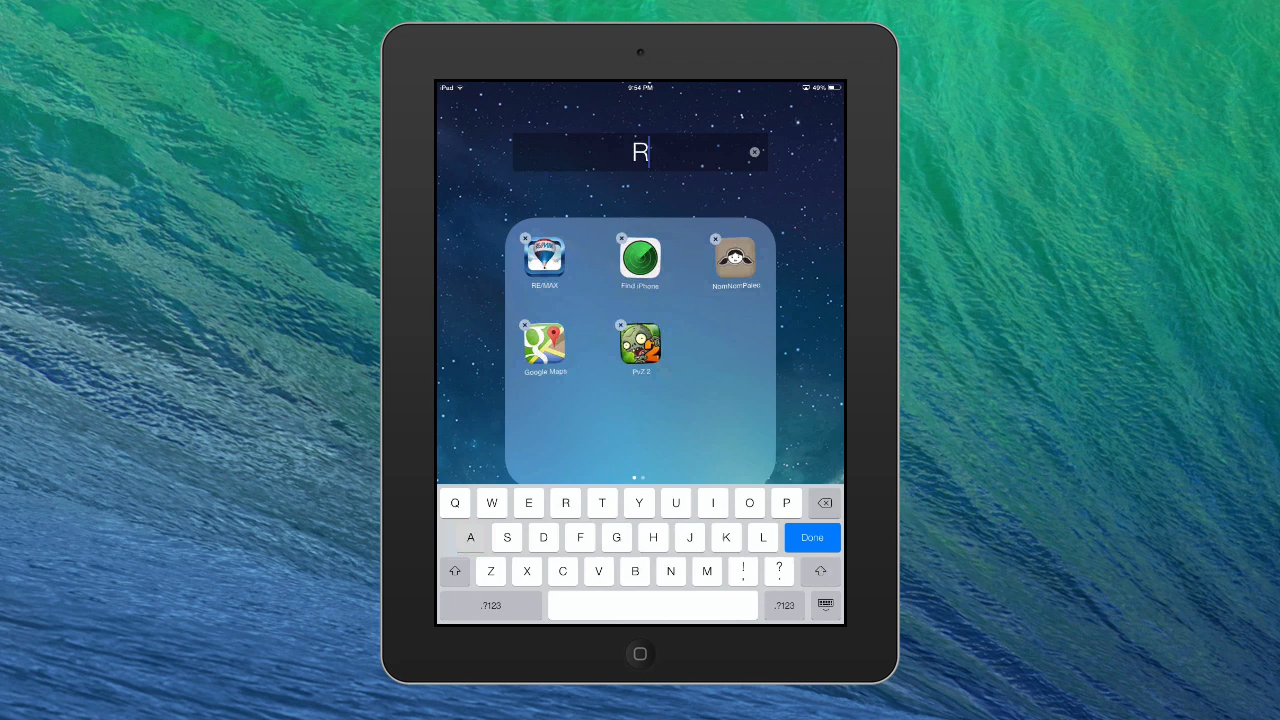 iPad 9:54 PM 49%
R
RE/MAX Find iPhone NomNomPaleo
Google Maps PvZ 2
Q W E R T Y U I O P
A S D F G H J K L Done
Z X C V B N M ! , ? .
.?123 .?123